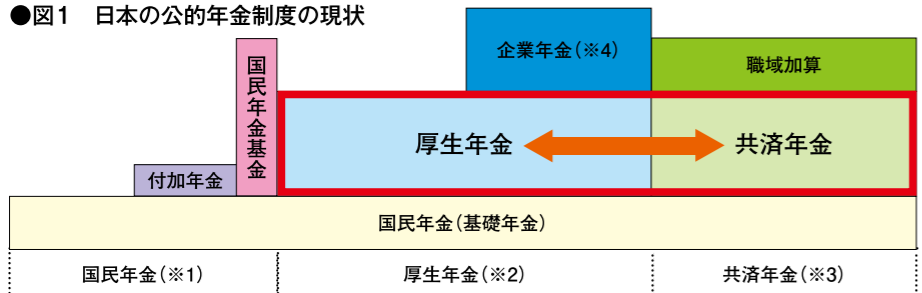 ●図1 日本の公的年金制度の現状
企業年金(※4)
職域加算
国民年金基金
厚生年金
共済年金
付加年金
国民年金(基礎年金)
国民年金(※1)
厚生年金(※2)
共済年金(※3)